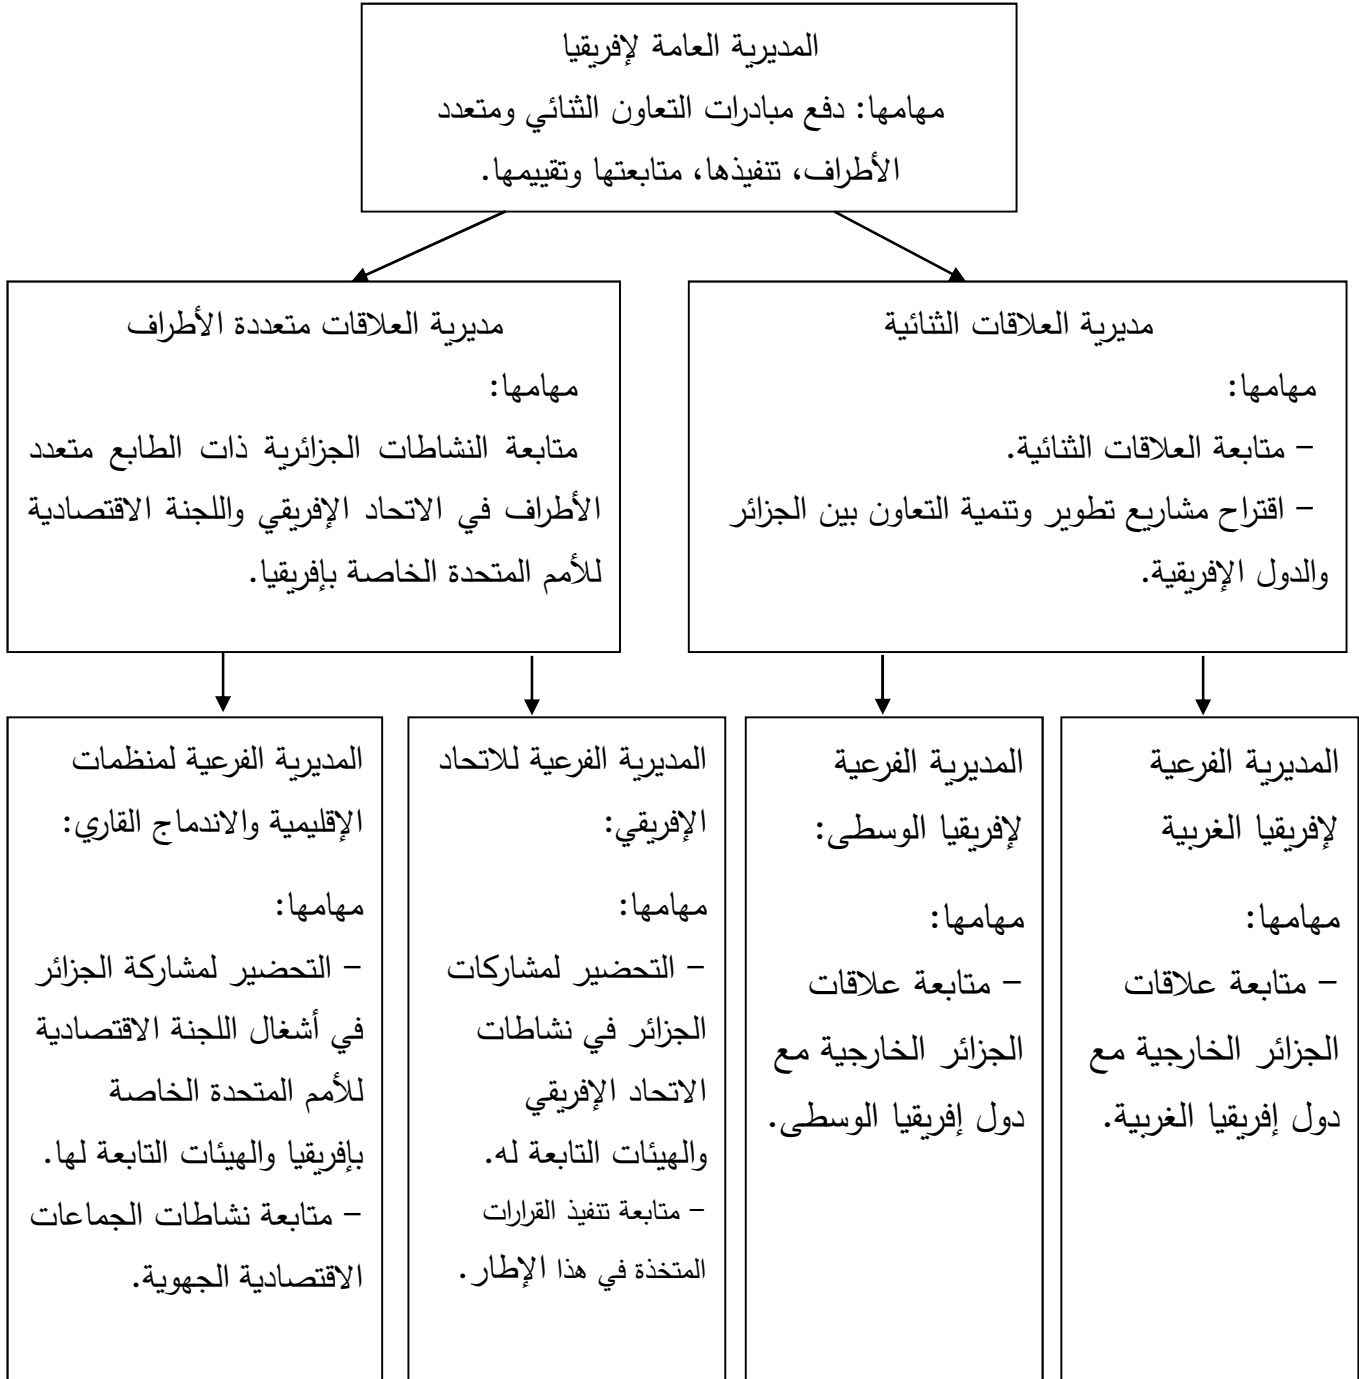 المديرية العامة لإفريقيا
مهامها: دفع مبادرات التعاون الثنائي ومتعدد
الأطراف، تنفيذها، متابعتها وتقييمها.
مديرية العلاقات الثنائية
مهامها:
– متابعة العلاقات الثنائية.
– اقتراح مشاريع تطوير وتنمية التعاون بين الجزائر
والدول الإفريقية.
مديرية العلاقات متعددة الأطراف
مهامها:
متابعة النشاطات الجزائرية ذات الطابع متعدد
الأطراف في الاتحاد الإفريقي واللجنة الاقتصادية
للأمم المتحدة الخاصة بإفريقيا.
المديرية الفرعية
لإفريقيا الغربية
مهامها:
– متابعة علاقات
الجزائر الخارجية مع
دول إفريقيا الغربية.
المديرية الفرعية
لإفريقيا الوسطى:
مهامها:
– متابعة علاقات
الجزائر الخارجية مع
دول إفريقيا الوسطى.
المديرية الفرعية للاتحاد
الإفريقي:
مهامها:
– التحضير لمشاركات
الجزائر في نشاطات
الاتحاد الإفريقي
والهيئات التابعة له.
– متابعة تنفيذ القرارات
المتخذة في هذا الإطار.
المديرية الفرعية لمنظمات
الإقليمية والاندماج القاري:
مهامها:
– التحضير لمشاركة الجزائر
في أشغال اللجنة الاقتصادية
للأمم المتحدة الخاصة
بإفريقيا والهيئات التابعة لها.
– متابعة نشاطات الجماعات
الاقتصادية الجهوية.